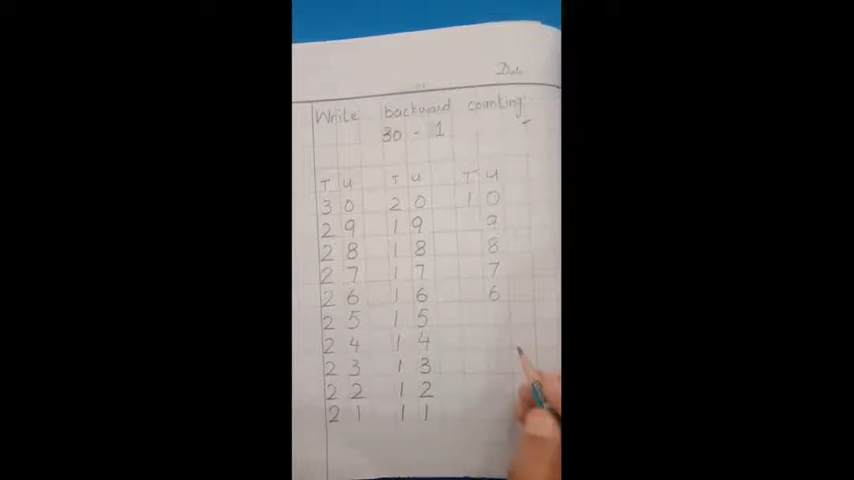 Date
Write backward counting
30 - 1
T U T U T U
3 0 2 0 1 0
2 9 1 9 9
2 8 1 8 8
2 7 1 7 7
2 6 1 6 6
2 5 1 5
2 4 1 4
2 3 1 3
2 2 1 2
2 1 1 1